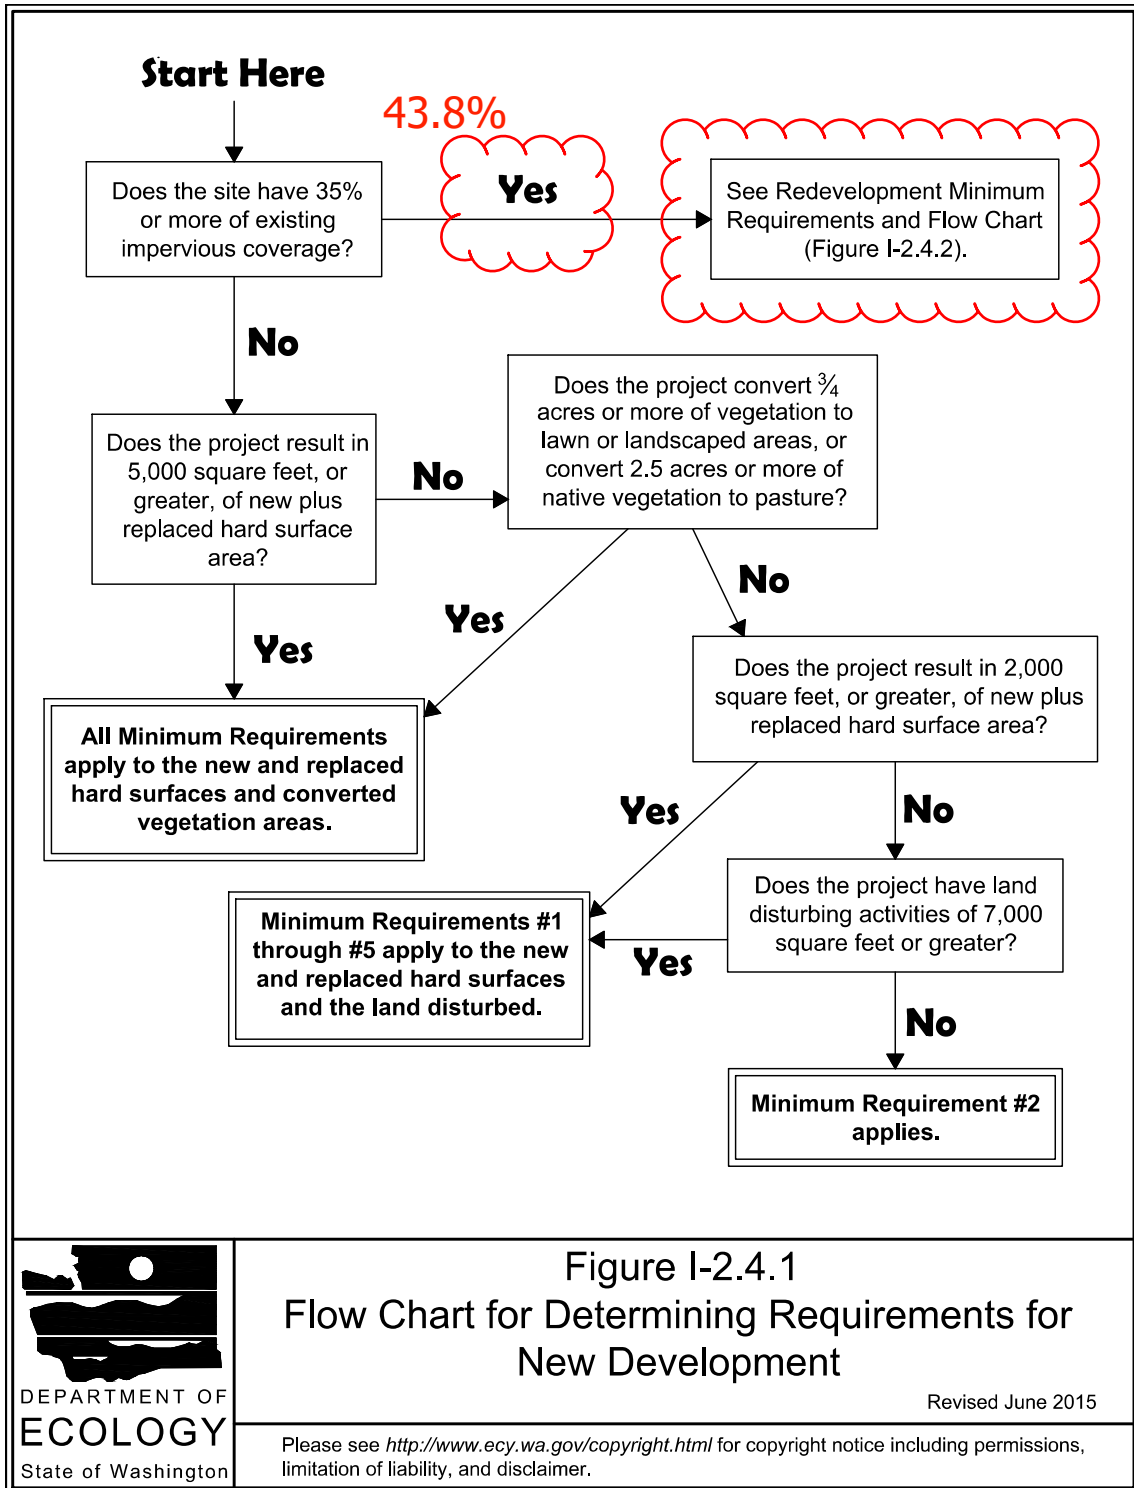 Start Here
43.8%
Does the site have 35%
or more of existing
impervious coverage?
Yes
See Redevelopment Minimum
Requirements and Flow Chart
(Figure I-2.4.2).
No
Does the project result in
5,000 square feet, or
greater, of new plus
replaced hard surface
area?
No
Does the project convert ¾
acres or more of vegetation to
lawn or landscaped areas, or
convert 2.5 acres or more of
native vegetation to pasture?
Yes
Yes
No
All Minimum Requirements
apply to the new and replaced
hard surfaces and converted
vegetation areas.
Does the project result in 2,000
square feet, or greater, of new plus
replaced hard surface area?
Yes
No
Minimum Requirements #1
through #5 apply to the new
and replaced hard surfaces
and the land disturbed.
Yes
Does the project have land
disturbing activities of 7,000
square feet or greater?
No
Minimum Requirement #2
applies.
DEPARTMENT OF
ECOLOGY
State of Washington
Figure I-2.4.1
Flow Chart for Determining Requirements for
New Development
Revised June 2015
Please see http://www.ecy.wa.gov/copyright.html for copyright notice including permissions,
limitation of liability, and disclaimer.